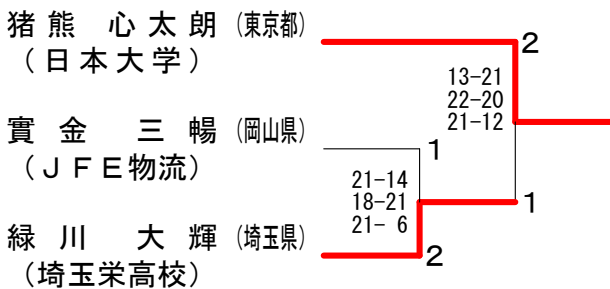 猪熊 心太朗 (東京都)
(日本大学)
2
13-21
22-20
21-12
實金 三暢 (岡山県)
(JFE物流)
1
21-14
18-21
21- 6
1
緑川 大輝 (埼玉県)
(埼玉栄高校)
2